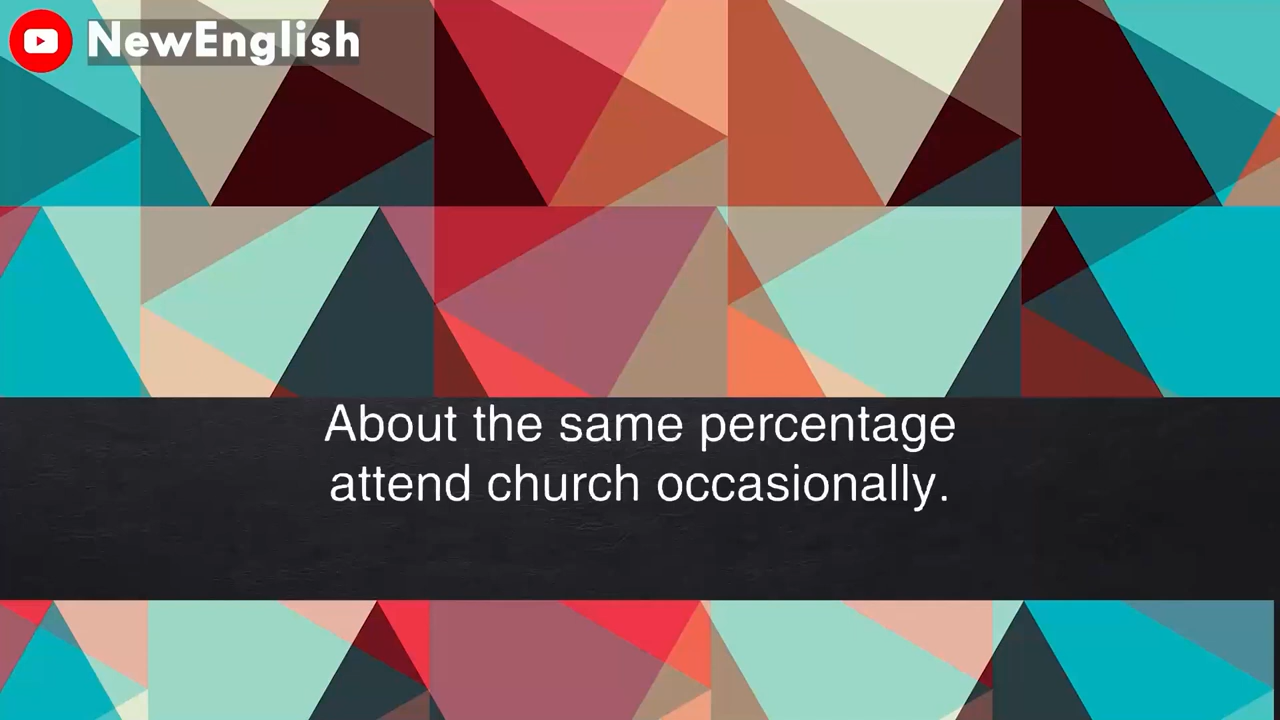 NewEnglish
About the same percentage
attend church occasionally.